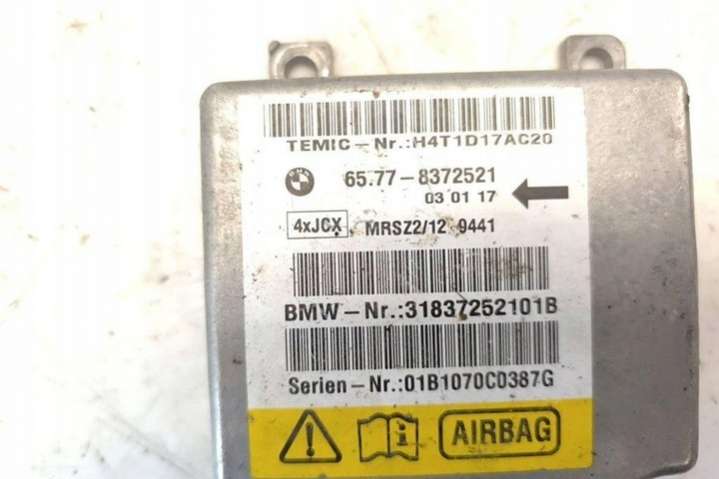 TEMIC-Nr.:H4T1D17AC20
BMW 65.77-8372521
03 01 17
4xJCX MRSZ2/12 9441
BMW-Nr.:31837252101B
Serien-Nr.:01B1070C0387G
AIRBAG